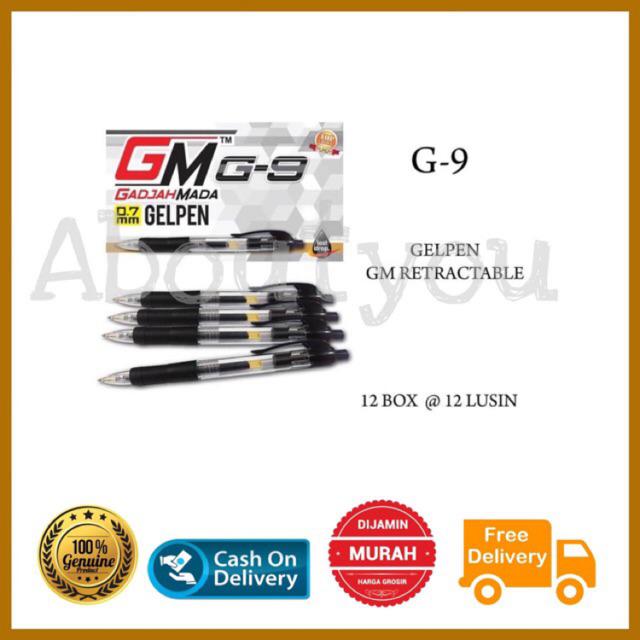 GM™ G-9
GADJAH MADA
0.7 mm GELPEN
G-9
GELPEN
GM RETRACTABLE
12 BOX @ 12 LUSIN
Aboutyou
100%
Genuine
Product
Cash On
Delivery
DIJAMIN
MURAH
HARGA GROSIR
Free
Delivery